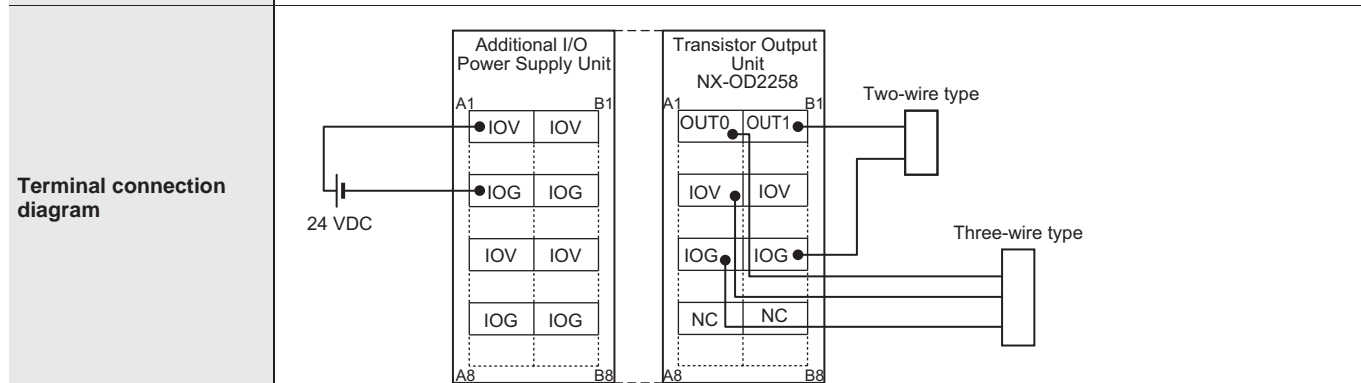 Terminal connection
diagram
Additional I/O
Power Supply Unit
A1 B1
IOV IOV
IOG IOG
IOV IOV
IOG IOG
A8 B8
24 VDC
Transistor Output
Unit
NX-OD2258
A1 B1
OUT0 OUT1
IOV IOV
IOG IOG
NC NC
A8 B8
Two-wire type
Three-wire type